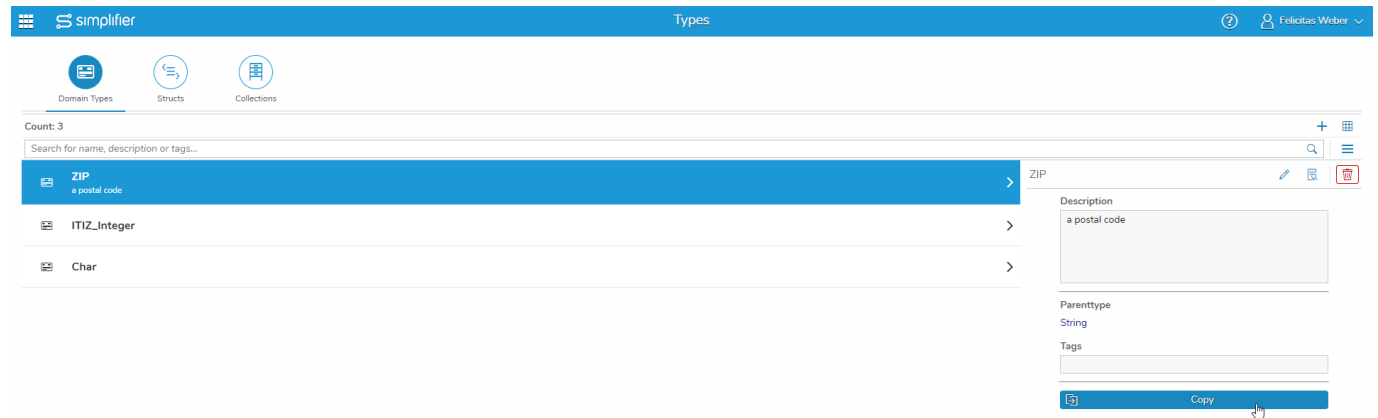 simplifier Types Felicitas Weber
Domain Types Structs Collections
Count: 3
Search for name, description or tags...
ZIP
a postal code
ITIZ_Integer
Char
ZIP
Description
a postal code
Parenttype
String
Tags
Copy